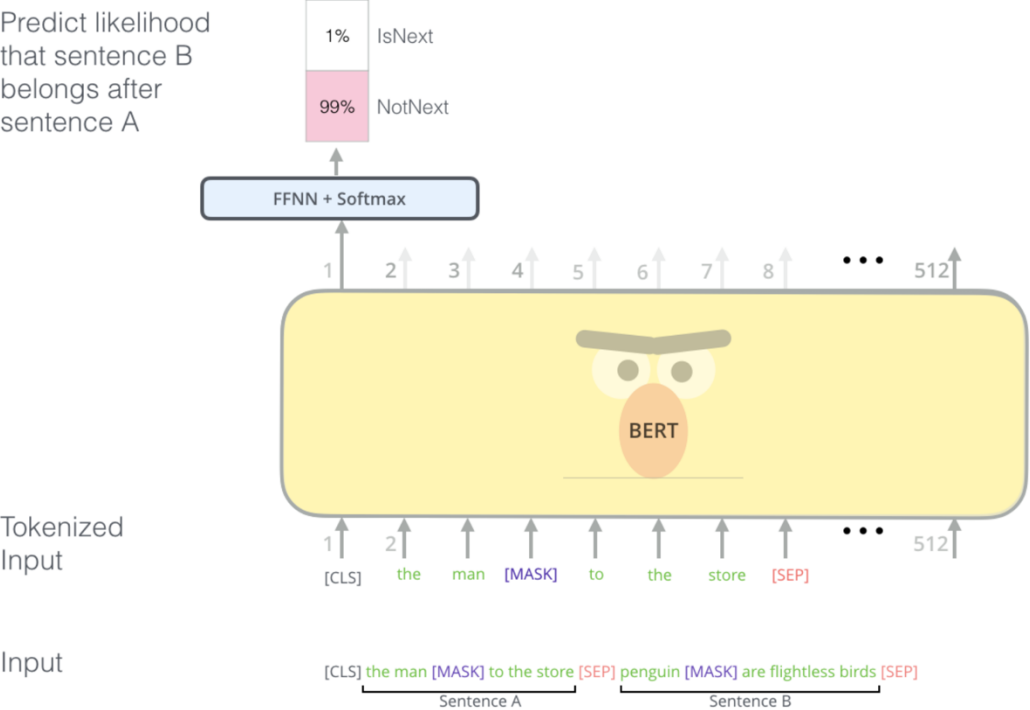 Predict likelihood
that sentence B
belongs after
sentence A
1% IsNext
99% NotNext
FFNN + Softmax
1 2 3 4 5 6 7 8 ••• 512
BERT
Tokenized
Input
1 2 ••• 512
[CLS] the man [MASK] to the store [SEP]
Input
[CLS] the man [MASK] to the store [SEP] penguin [MASK] are flightless birds [SEP]
Sentence A Sentence B